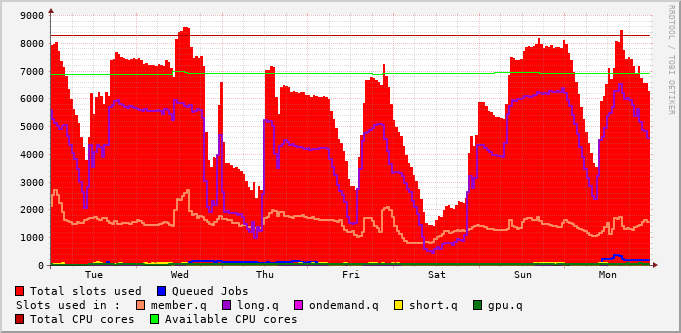 9000
8000
7000
6000
5000
4000
3000
2000
1000
0
Tue Wed Thu Fri Sat Sun Mon
RRDTOOL / TOBI OETIKER
Total slots used Queued Jobs
Slots used in : member.q long.q ondemand.q short.q gpu.q
Total CPU cores Available CPU cores